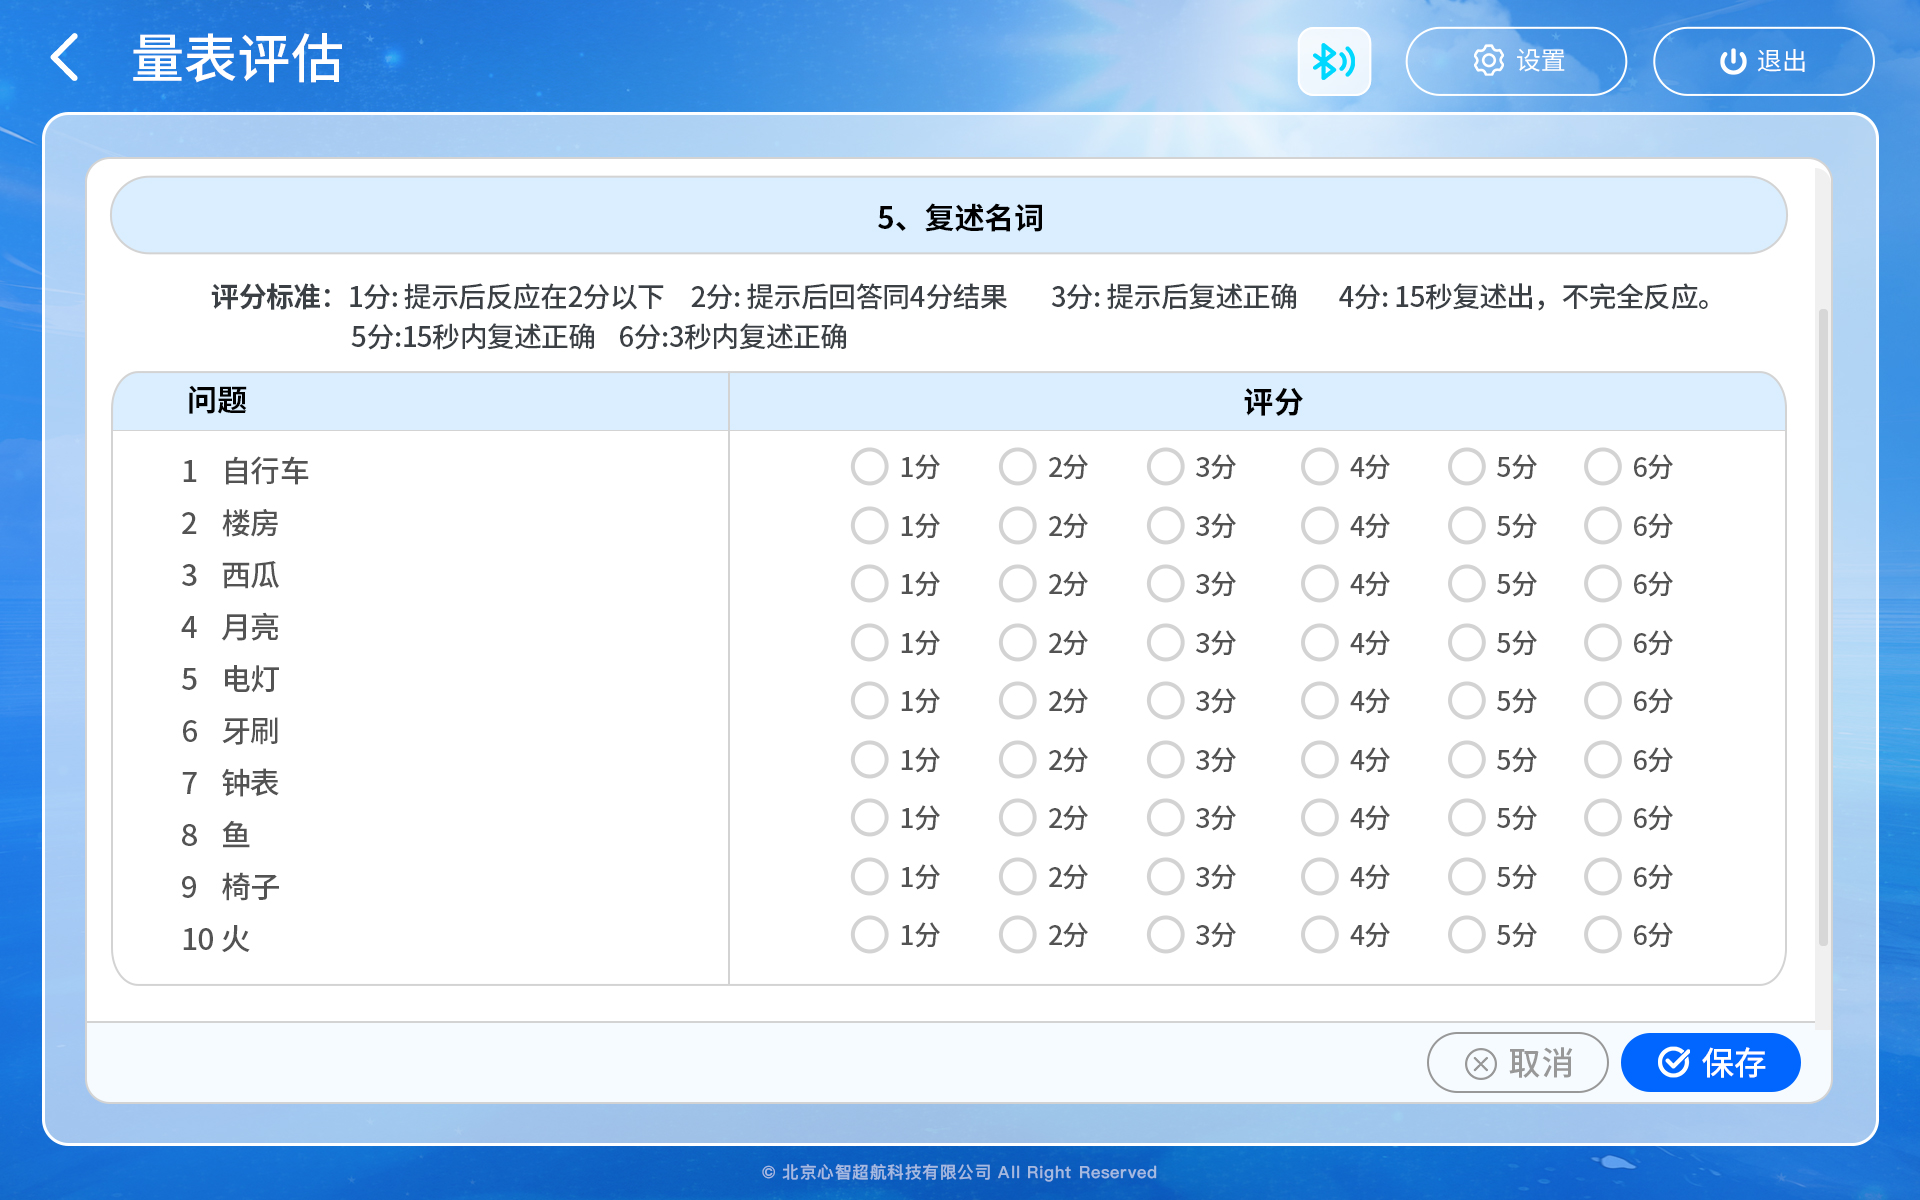 量表评估
设置
退出
5、复述名词
评分标准：1分: 提示后反应在2分以下 2分: 提示后回答同4分结果 3分: 提示后复述正确 4分: 15秒复述出，不完全反应。
5分:15秒内复述正确 6分:3秒内复述正确
问题 评分
1 自行车
2 楼房
3 西瓜
4 月亮
5 电灯
6 牙刷
7 钟表
8 鱼
9 椅子
10 火
1分 2分 3分 4分 5分 6分
1分 2分 3分 4分 5分 6分
1分 2分 3分 4分 5分 6分
1分 2分 3分 4分 5分 6分
1分 2分 3分 4分 5分 6分
1分 2分 3分 4分 5分 6分
1分 2分 3分 4分 5分 6分
1分 2分 3分 4分 5分 6分
1分 2分 3分 4分 5分 6分
取消
保存
© 北京心智超航科技有限公司 All Right Reserved